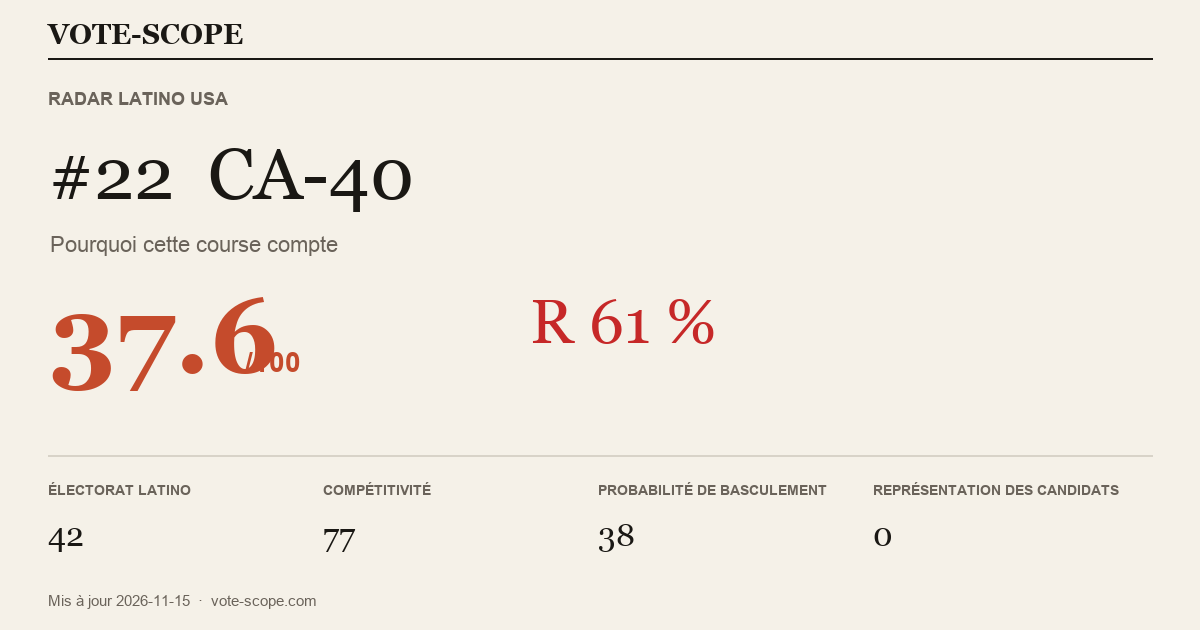 VOTE-SCOPE
RADAR LATINO USA
#22 CA-40
Pourquoi cette course compte
37.6 /100
R 61 %
ÉLECTORAT LATINO
42
COMPÉTITIVITÉ
77
PROBABILITÉ DE BASCULEMENT
38
REPRÉSENTATION DES CANDIDATS
0
Mis à jour 2026-11-15 · vote-scope.com